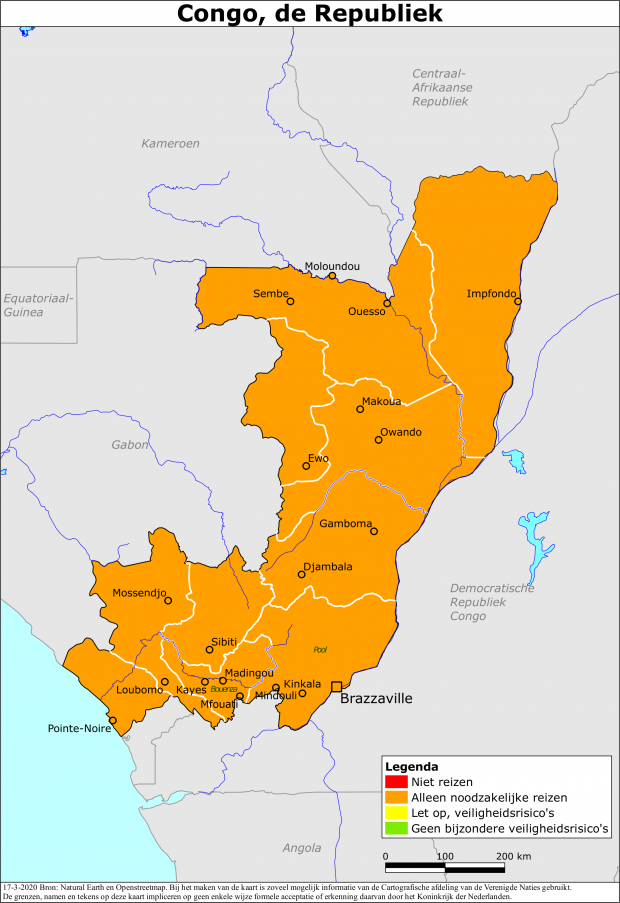 Congo, de Republiek
Centraal-
Afrikaanse
Republiek
Kameroen
Moloundou
Equatoriaal-
Guinea
Sembe
Impfondo
Ouesso
Makoua
Owando
Gabon
Ewo
Gamboma
Djambala
Mossendjo
Democratische
Republiek
Congo
Sibiti
Pool
Madingou
Loubomo
Kayes
Bouenza
Kinkala
Mindouli
Mfouati
Brazzaville
Pointe-Noire
Legenda
Niet reizen
Alleen noodzakelijke reizen
Let op, veiligheidsrisico's
Geen bijzondere veiligheidsrisico's
Angola
0 100 200 km
17-3-2020 Bron: Natural Earth en Openstreetmap. Bij het maken van de kaart is zoveel mogelijk informatie van de Cartografische afdeling van de Verenigde Naties gebruikt.
De grenzen, namen en tekens op deze kaart impliceren op geen enkele wijze formele acceptatie of erkenning daarvan door het Koninkrijk der Nederlanden.